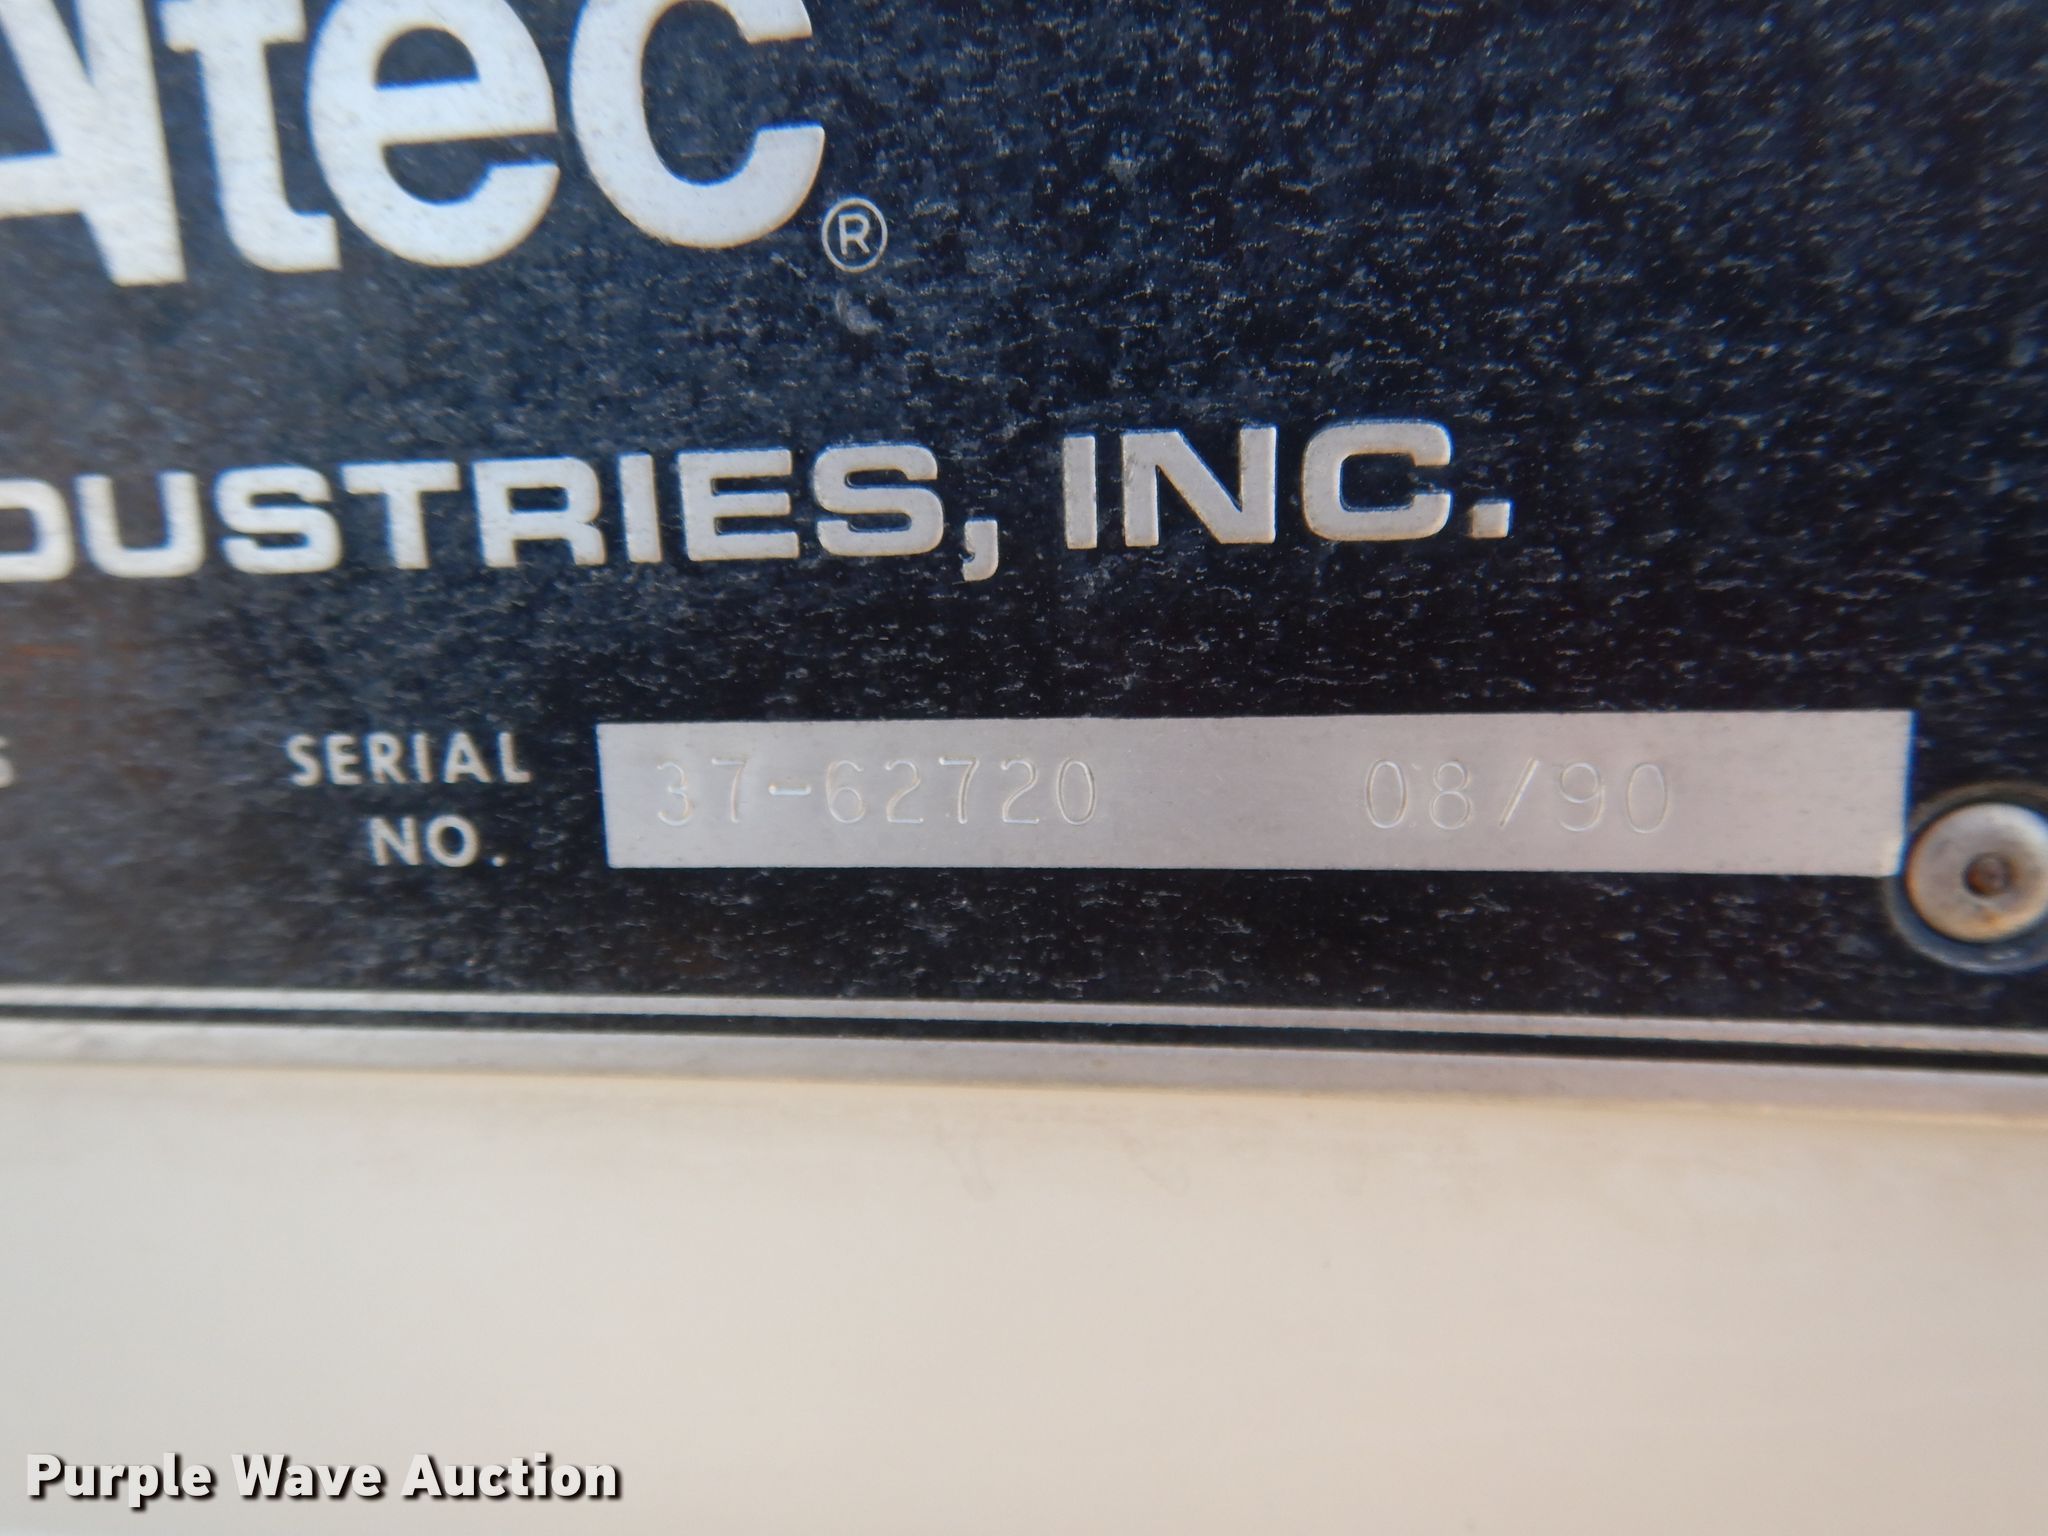 Altec®
DUSTRIES, INC.
S
SERIAL 37-62720 08/90
NO.
Purple Wave Auction